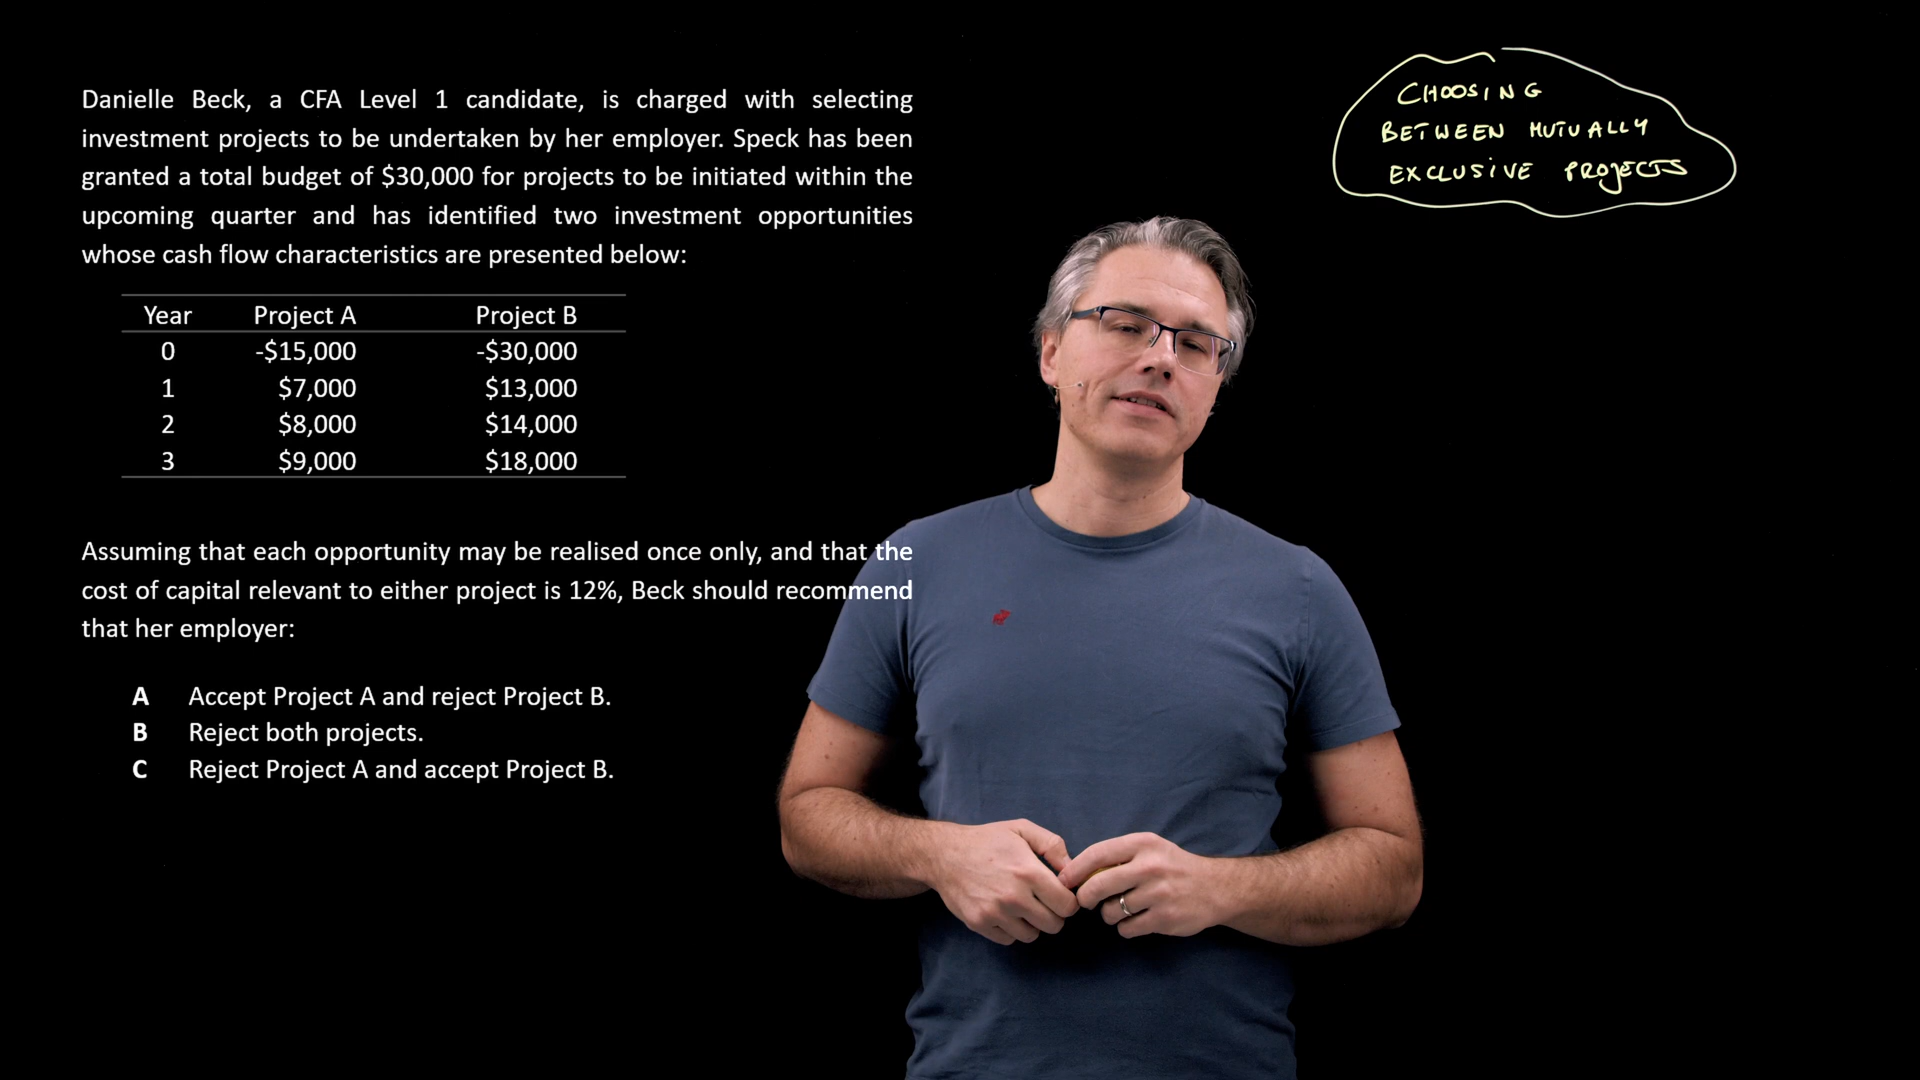 Danielle Beck, a CFA Level 1 candidate, is charged with selecting
investment projects to be undertaken by her employer. Speck has been
granted a total budget of $30,000 for projects to be initiated within the
upcoming quarter and has identified two investment opportunities
whose cash flow characteristics are presented below:
Year Project A Project B
0 -$15,000 -$30,000
1 $7,000 $13,000
2 $8,000 $14,000
3 $9,000 $18,000
Assuming that each opportunity may be realised once only, and that the
cost of capital relevant to either project is 12%, Beck should recommend
that her employer:
A Accept Project A and reject Project B.
B Reject both projects.
C Reject Project A and accept Project B.
CHOOSING
BETWEEN MUTUALLY
EXCLUSIVE PROJECTS